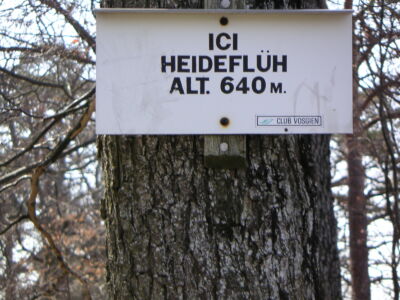 ICI
HEIDEFLÜH
ALT. 640 M.
CLUB VOSGIEN